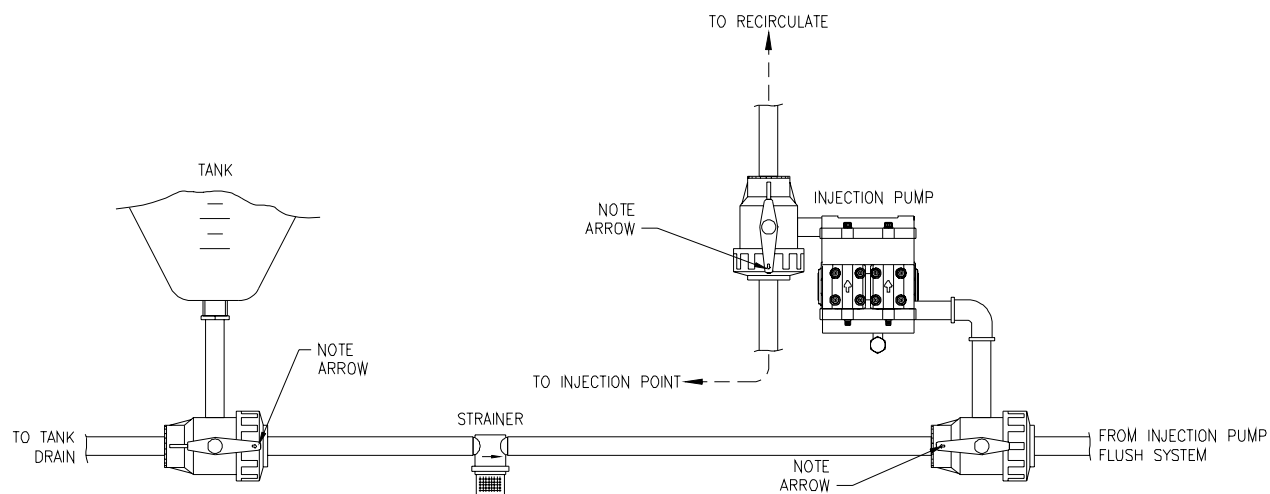 TO RECIRCULATE
TANK
INJECTION PUMP
NOTE
ARROW
NOTE
ARROW
TO INJECTION POINT
STRAINER
TO TANK
DRAIN
FROM INJECTION PUMP
FLUSH SYSTEM
NOTE
ARROW